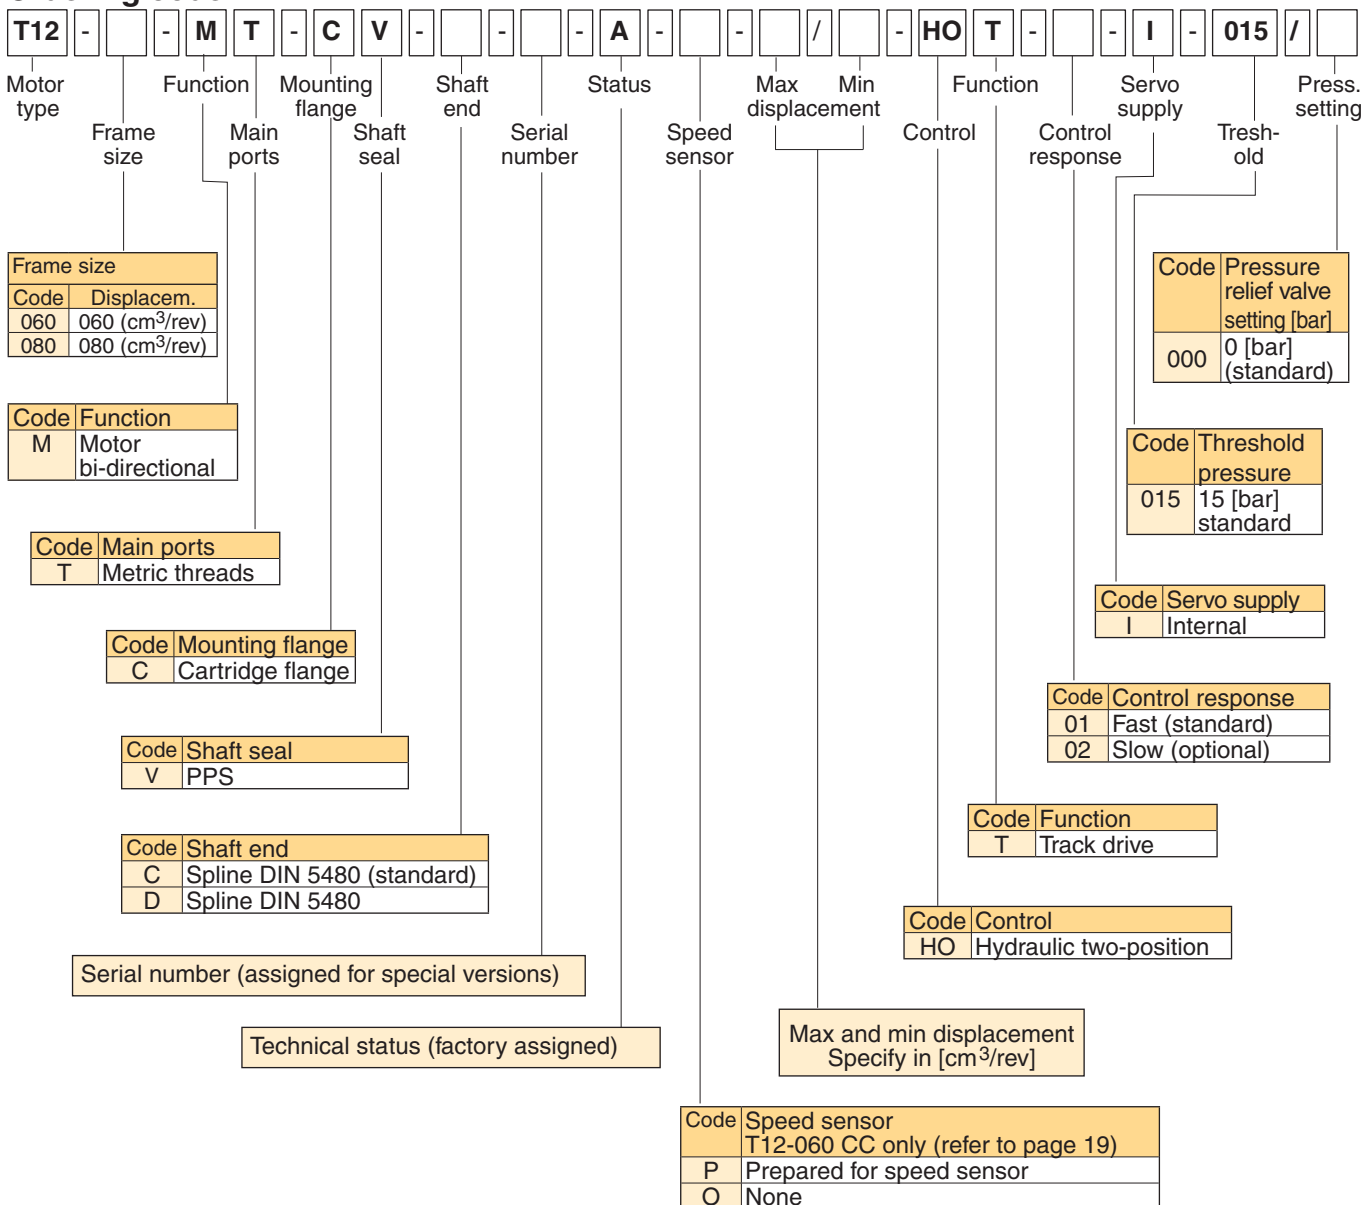 T12 - - M T - C V - - - A - - / - HO T - - I - 015 /
Motor type
Function
Mounting flange
Shaft end
Status
Max Min displacement
Function
Servo supply
Press. setting
Frame size
Main ports
Shaft seal
Serial number
Speed sensor
Control
Control response
Tresh-
old
Frame size
Code Displacem.
060 060 (cm³/rev)
080 080 (cm³/rev)
Code Pressure
relief valve
setting [bar]
000 0 [bar]
(standard)
Code Function
M Motor
bi-directional
Code Threshold
pressure
015 15 [bar]
standard
Code Main ports
T Metric threads
Code Servo supply
I Internal
Code Mounting flange
C Cartridge flange
Code Control response
01 Fast (standard)
02 Slow (optional)
Code Shaft seal
V PPS
Code Function
T Track drive
Code Shaft end
C Spline DIN 5480 (standard)
D Spline DIN 5480
Code Control
HO Hydraulic two-position
Serial number (assigned for special versions)
Technical status (factory assigned)
Max and min displacement
Specify in [cm³/rev]
Code Speed sensor
T12-060 CC only (refer to page 19)
P Prepared for speed sensor
O None